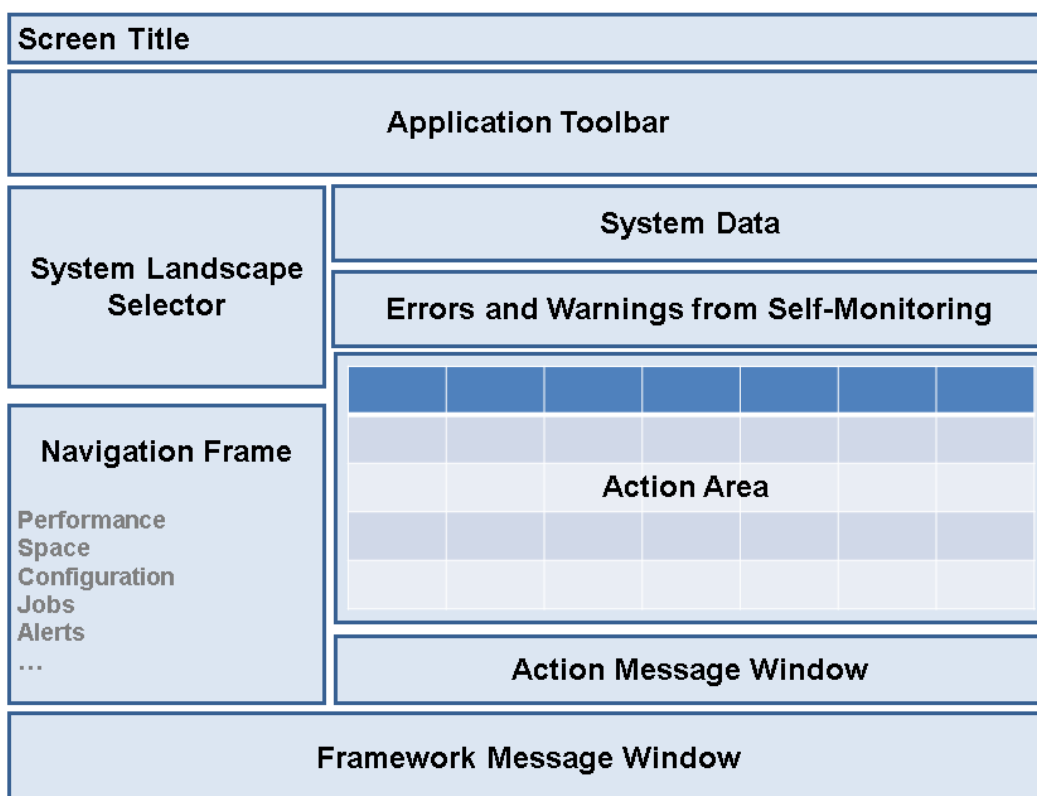 Screen Title
Application Toolbar
System Landscape
Selector
System Data
Errors and Warnings from Self-Monitoring
Navigation Frame
Performance
Space
Configuration
Jobs
Alerts
…
Action Area
Action Message Window
Framework Message Window